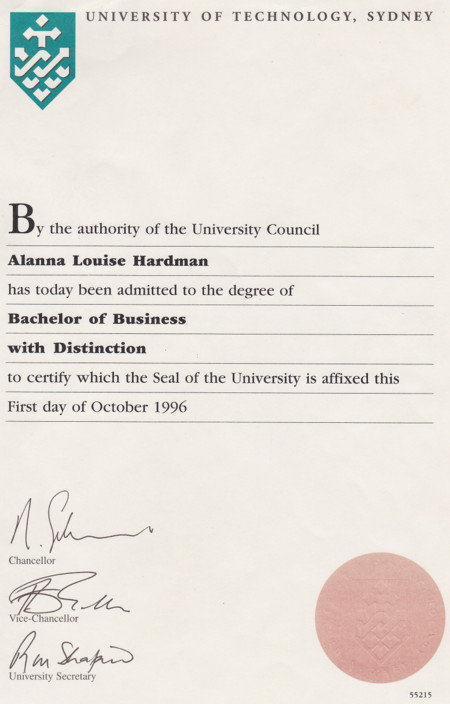 UNIVERSITY OF TECHNOLOGY, SYDNEY
By the authority of the University Council
Alanna Louise Hardman
has today been admitted to the degree of
Bachelor of Business
with Distinction
to certify which the Seal of the University is affixed this
First day of October 1996
Chancellor
Vice-Chancellor
Ron Shapiro
University Secretary
55215